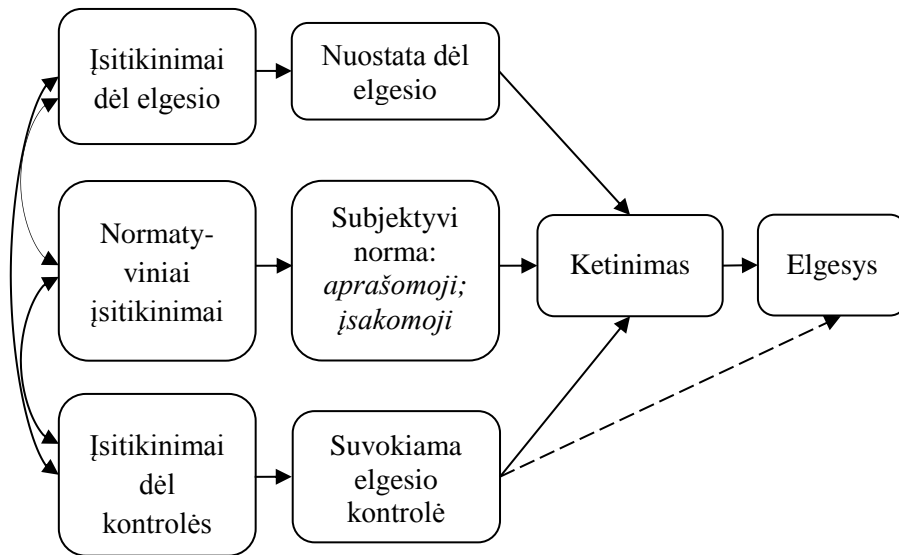 Įsitikinimai
dėl elgesio
Nuostata dėl
elgesio
Normaty-
viniai
įsitikinimai
Subjektyvi
norma:
aprašomoji;
įsakomoji
Ketinimas
Elgesys
Įsitikinimai
dėl
kontrolės
Suvokiama
elgesio
kontrolė